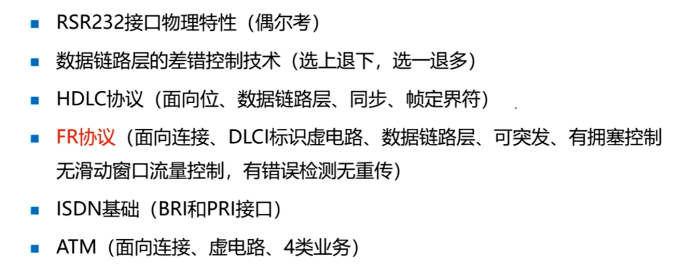 RSR232接口物理特性（偶尔考）
数据链路层的差错控制技术（选上退下，选一退多）
HDLC协议（面向位、数据链路层、同步、帧定界符）
FR协议（面向连接、DLCI标识虚电路、数据链路层、可突发、有拥塞控制
无滑动窗口流量控制，有错误检测无重传）
ISDN基础（BRI和PRI接口）
ATM（面向连接、虚电路、4类业务）